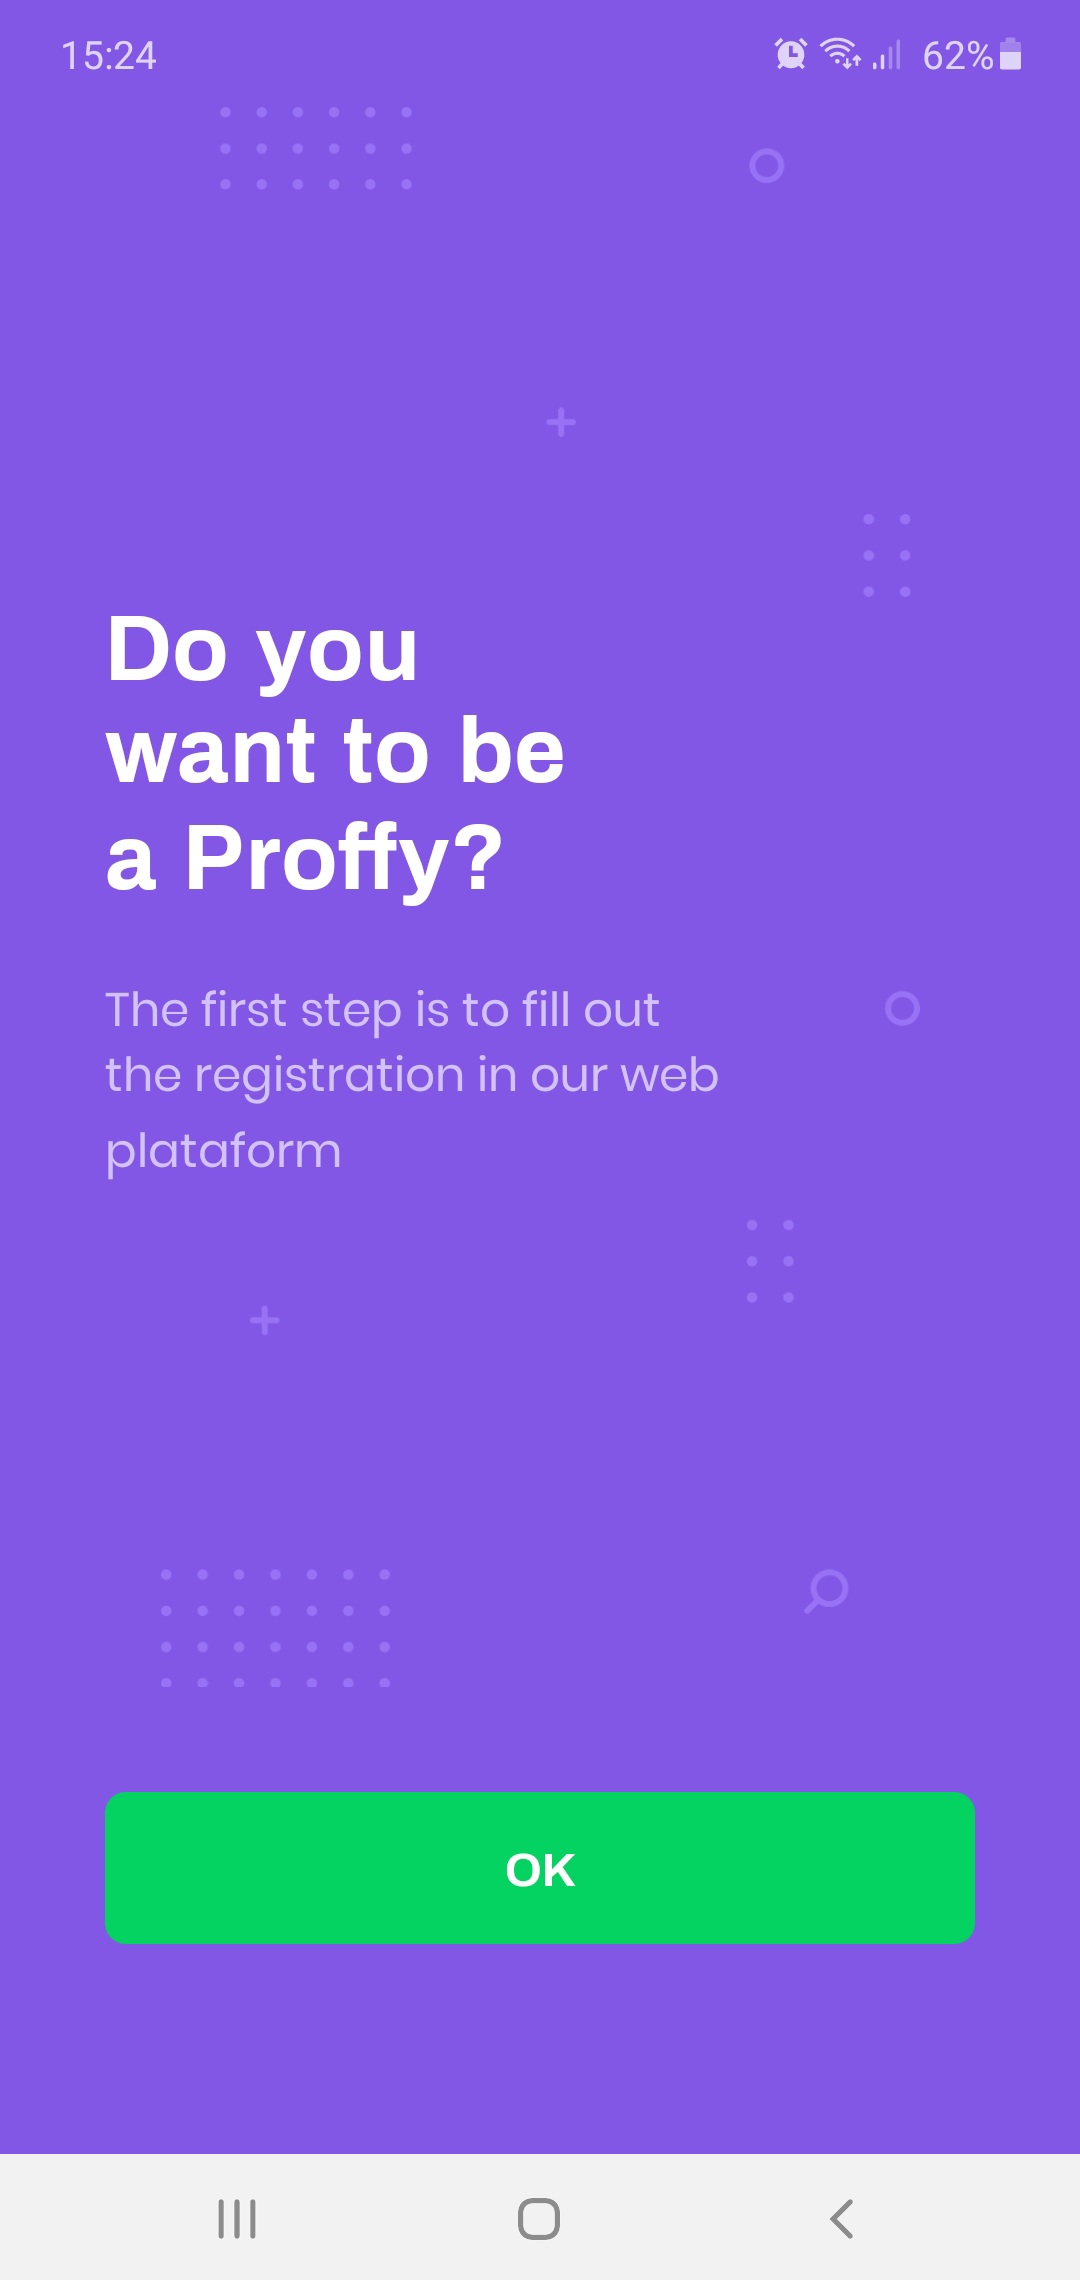 15:24
62%
Do you
want to be
a Proffy?
The first step is to fill out
the registration in our web
plataform
OK